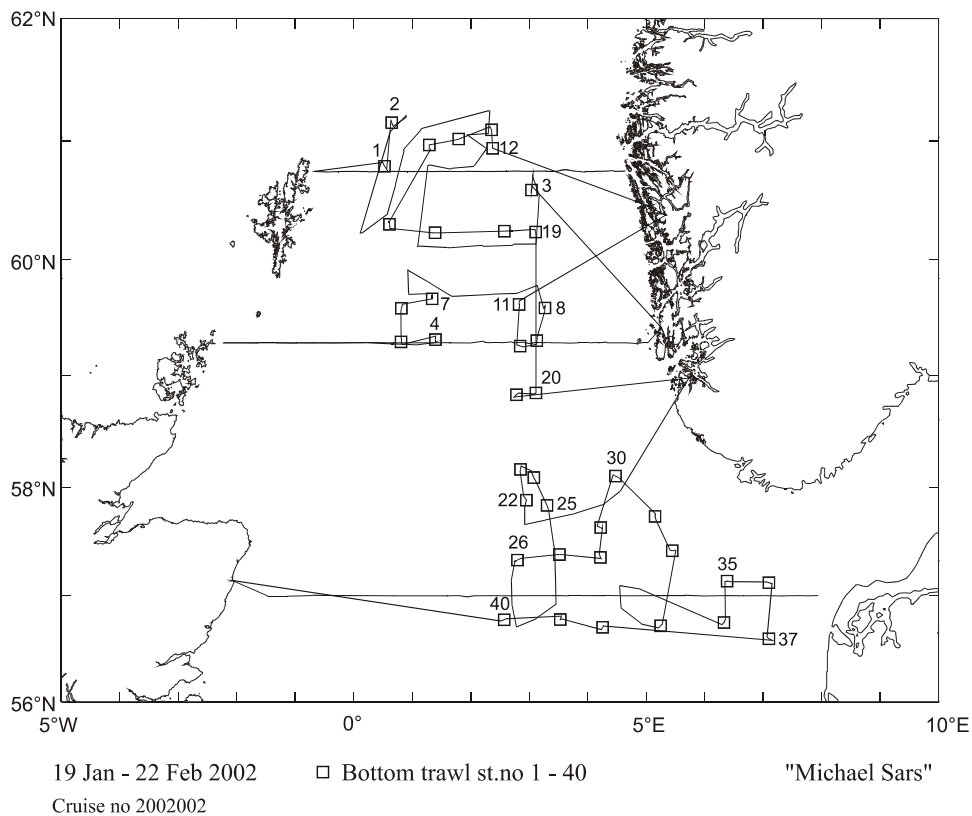 62°N
2
1
12
3
19
60°N
7
11
8
4
20
30
58°N
22
25
26
35
40
37
56°N
5°W
0°
5°E
10°E
19 Jan - 22 Feb 2002
Bottom trawl st.no 1 - 40
"Michael Sars"
Cruise no 2002002